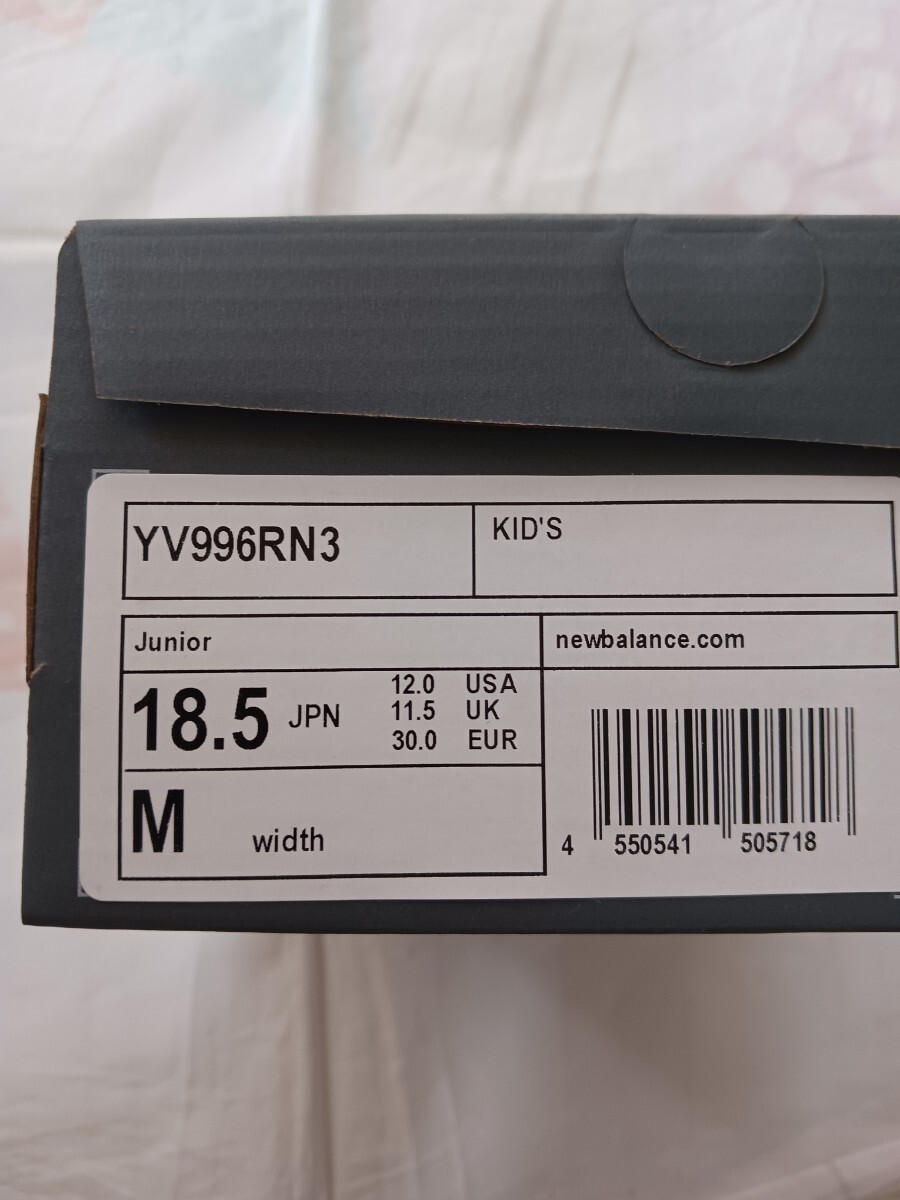 YV996RN3
KID'S
Junior
newbalance.com
18.5 JPN
12.0 USA
11.5 UK
30.0 EUR
M width
4 550541 505718